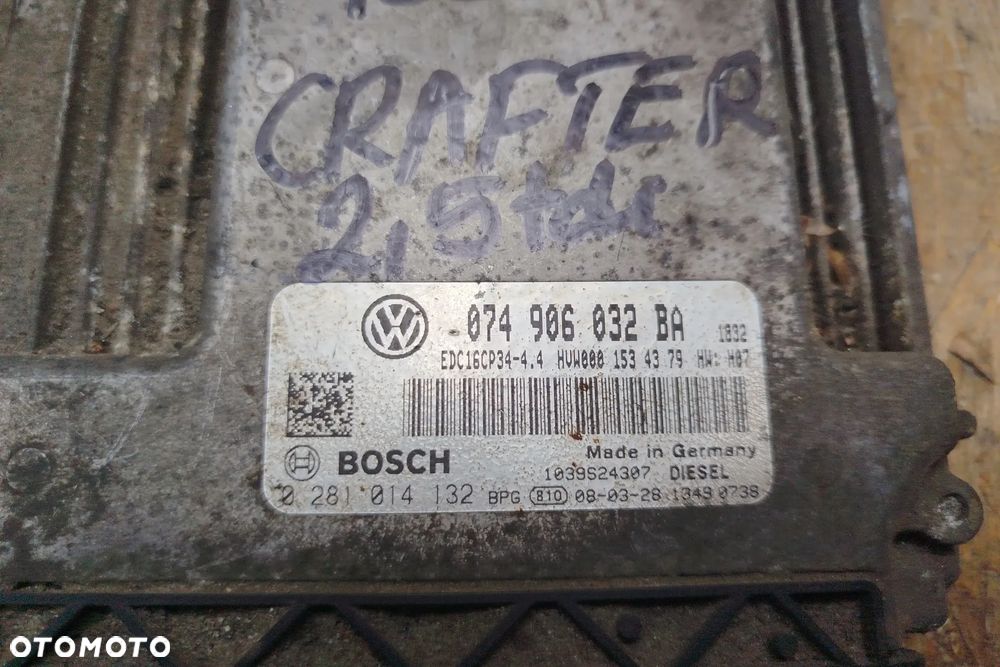 CRAFTER
2,5 tdi
074 906 032 BA 1032
EDC16CP34-4.4 HVW000 153 43 79 HW: H07
BOSCH
Made in Germany
1039S24307 DIESEL
0 281 014 132 BPG 810 08-03-28 1349 0738
OTOMOTO